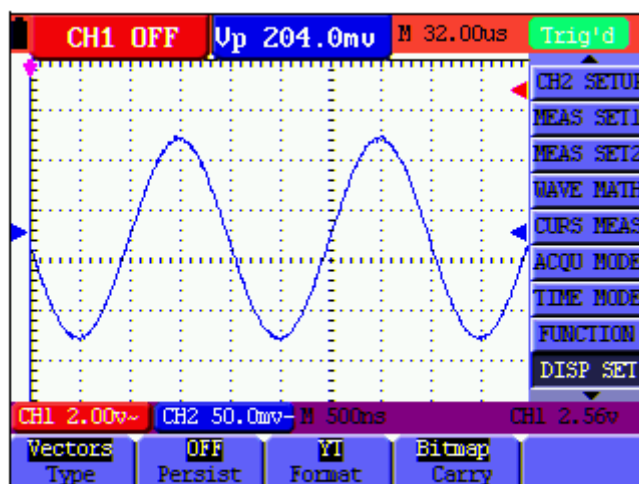 CH1 OFF Vp 204.0mv M 32.00us Trig'd
CH2 SETUP
MEAS SET1
MEAS SET2
WAVE MATH
CURS MEAS
ACQU MODE
TIME MODE
FUNCTION
DISP SET
CH1 2.00v~ CH2 50.0mv- M 500ns CH1 2.56v
Vectors OFF YT Bitmap
Type Persist Format Carry